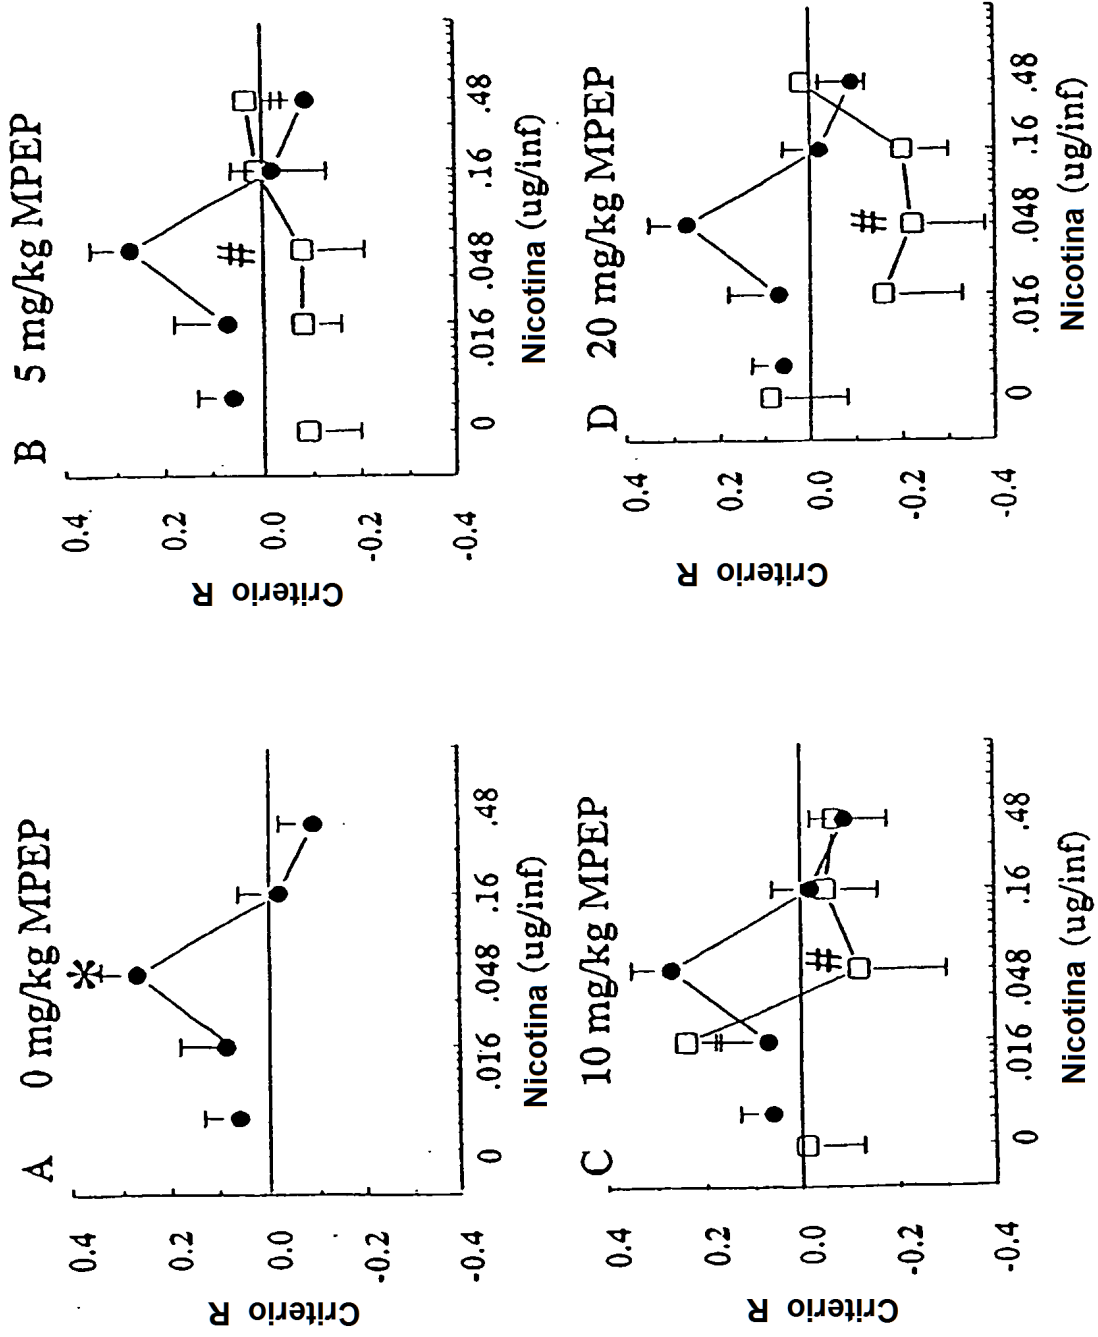 A 0 mg/kg MPEP
0.4
0.2
0.0
-0.2
-0.4
Criterio R
0 .016 .048 .16 .48
Nicotina (ug/inf)
*
B 5 mg/kg MPEP
0.4
0.2
0.0
-0.2
-0.4
Criterio R
0 .016 .048 .16 .48
Nicotina (ug/inf)
#
#
C 10 mg/kg MPEP
0.4
0.2
0.0
-0.2
-0.4
Criterio R
0 .016 .048 .16 .48
Nicotina (ug/inf)
#
#
D 20 mg/kg MPEP
0.4
0.2
0.0
-0.2
-0.4
Criterio R
0 .016 .048 .16 .48
Nicotina (ug/inf)
#